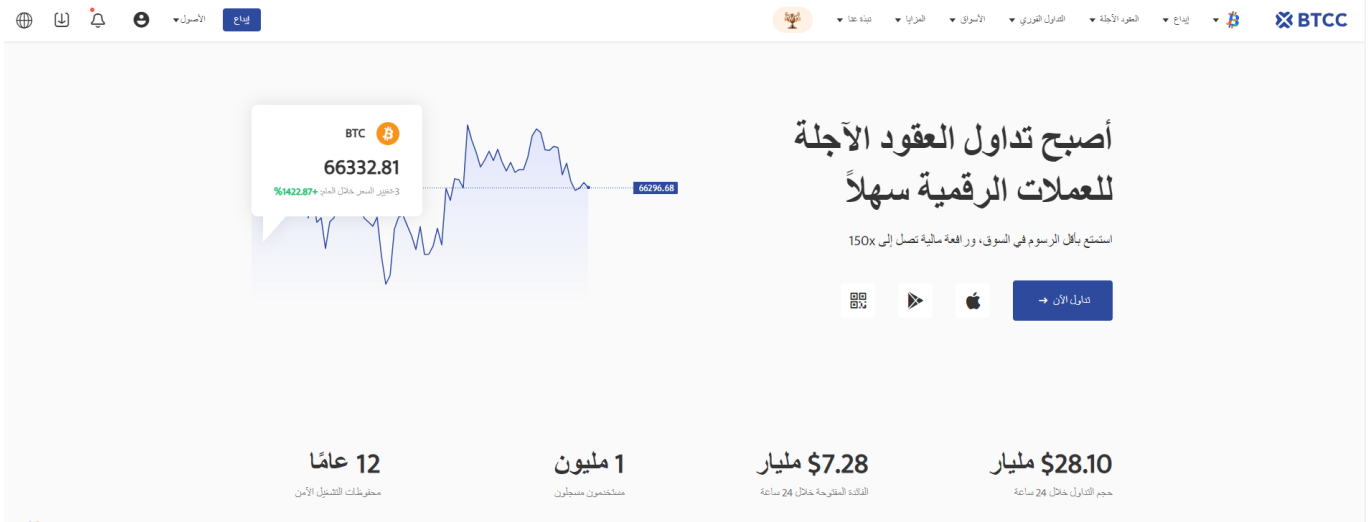 BTCC
إيداع
العقود الآجلة
التداول الفوري
الأسواق
المزايا
نبذة عنا
إيداع
الأصول
أصبح تداول العقود الآجلة
للعملات الرقمية سهلاً
استمتع بأقل الرسوم في السوق، ورافعة مالية تصل إلى 150x
تداول الآن
BTC
66332.81
%1422.87+
66296.68
$28.10 مليار
حجم التداول خلال 24 ساعة
$7.28 مليار
الفائدة المفتوحة خلال 24 ساعة
1 مليون
مستخدمون مسجلون
12 عامًا
محفوظات التشغيل الآمن